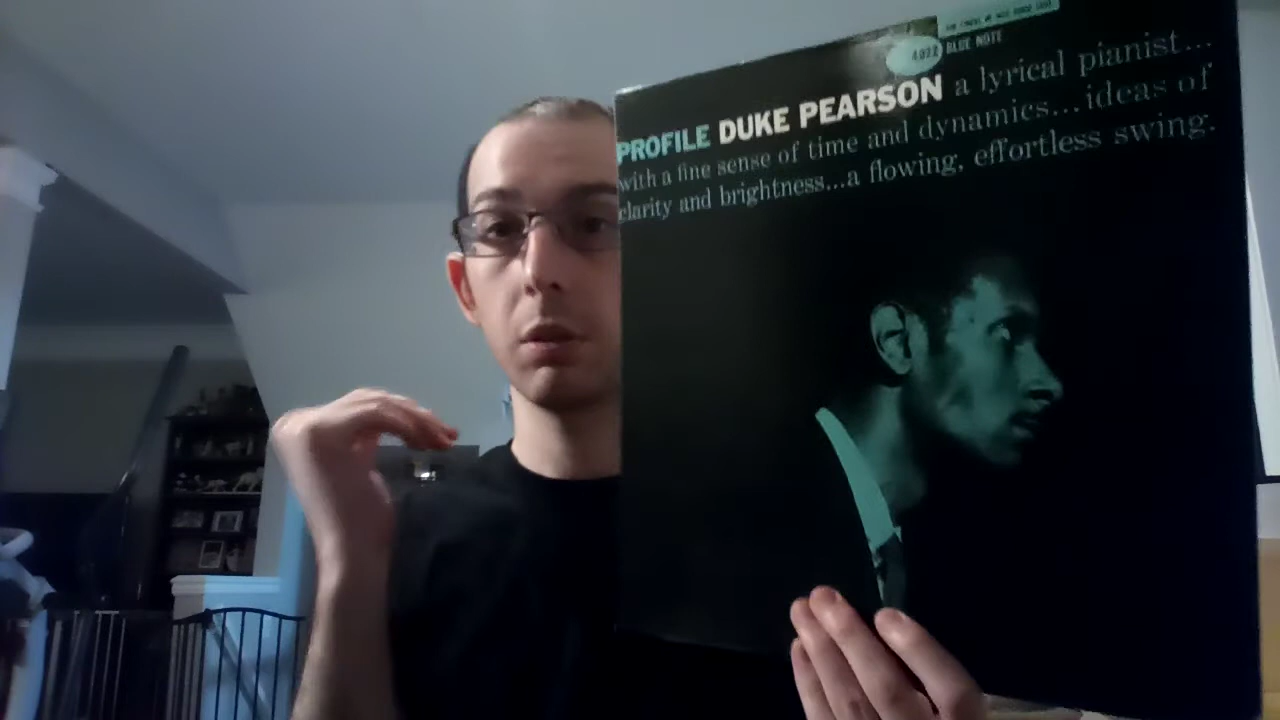 4022 BLUE NOTE
PROFILE DUKE PEARSON a lyrical pianist...
with a fine sense of time and dynamics...ideas of
clarity and brightness...a flowing, effortless swing.